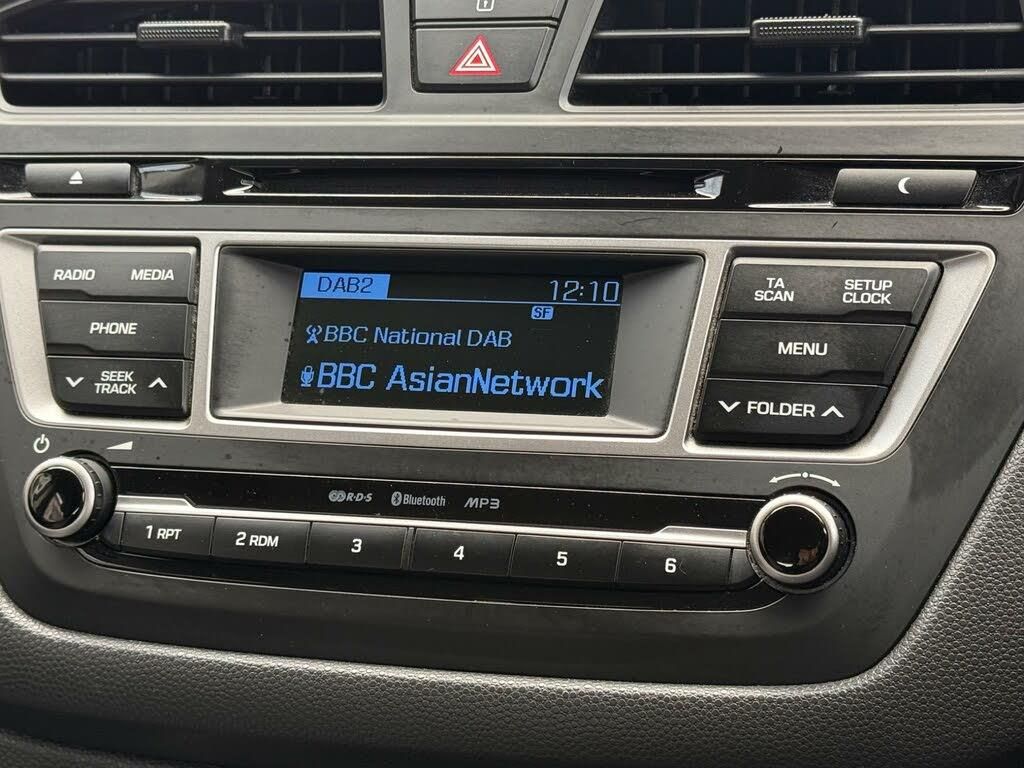 RADIO MEDIA
PHONE
SEEK
TRACK
DAB2 12:10
SF
BBC National DAB
BBC AsianNetwork
TA
SCAN
SETUP
CLOCK
MENU
FOLDER
R·D·S Bluetooth MP3
1 RPT 2 RDM 3 4 5 6